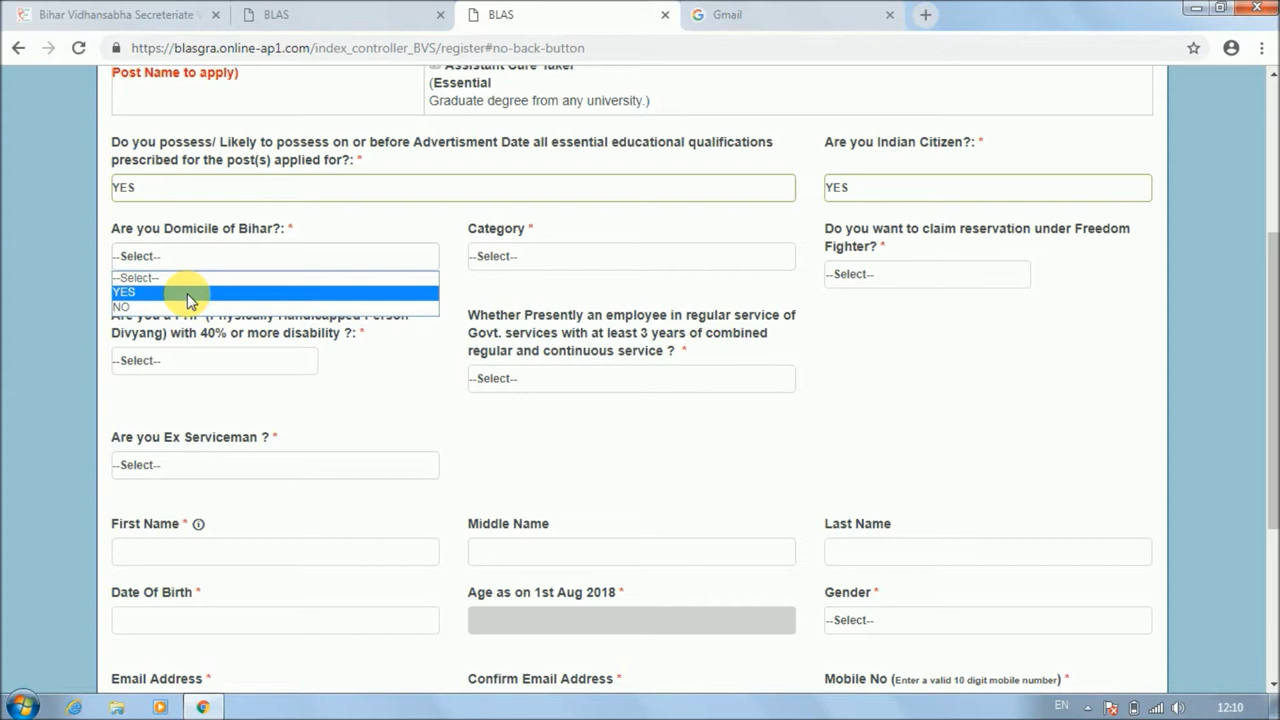 Bihar Vidhansabha Secreteriate V
BLAS
BLAS
Gmail
https://blasgra.online-ap1.com/index_controller_BVS/register#no-back-button
Post Name to apply)
Assistant Care Taker
(Essential
Graduate degree from any university.)
Do you possess/ Likely to possess on or before Advertisment Date all essential educational qualifications
prescribed for the post(s) applied for?: *
Are you Indian Citizen?: *
YES
YES
Are you Domicile of Bihar?: *
Category *
Do you want to claim reservation under Freedom
Fighter? *
--Select--
--Select--
--Select--
--Select--
YES
NO
Divyang) with 40% or more disability ?: *
--Select--
Whether Presently an employee in regular service of
Govt. services with at least 3 years of combined
regular and continuous service ? *
--Select--
Are you Ex Serviceman ? *
--Select--
First Name *
Middle Name
Last Name
Date Of Birth *
Age as on 1st Aug 2018 *
Gender *
--Select--
Email Address *
Confirm Email Address *
Mobile No (Enter a valid 10 digit mobile number) *
EN
12:10